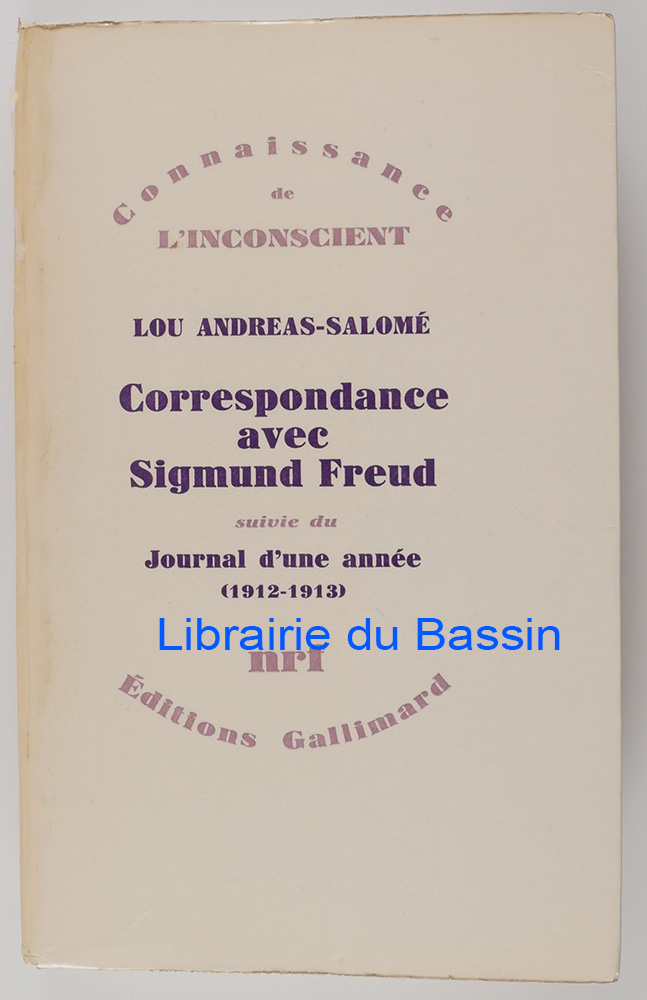 Connaissance
de
L'INCONSCIENT
LOU ANDREAS-SALOMÉ
Correspondance
avec
Sigmund Freud
suivie du
Journal d'une année
(1912-1913)
Librairie du Bassin
nrf
Éditions Gallimard